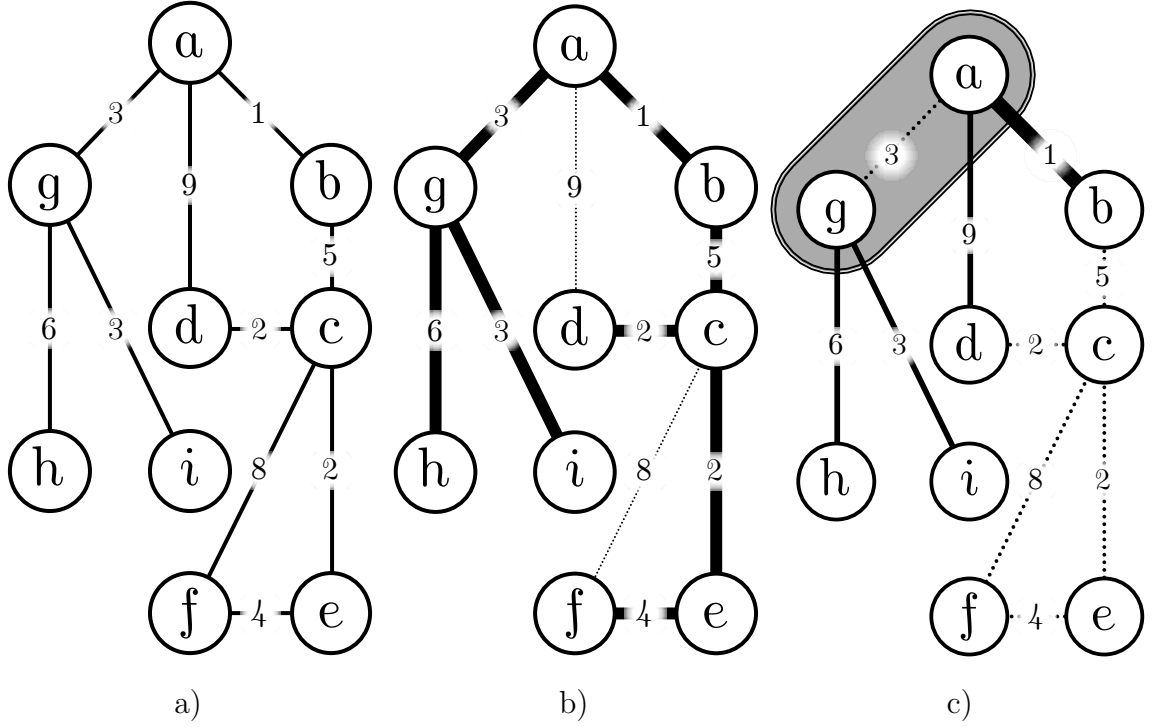 a a a
3 1 3 1 3 1
g 9 b g 9 b g 9 b
5 5 5
d 2 c d 2 c d 2 c
6 3 6 3 6 3
h i 8 2 h i 8 2 h i 8 2
f 4 e f 4 e f 4 e
a) b) c)